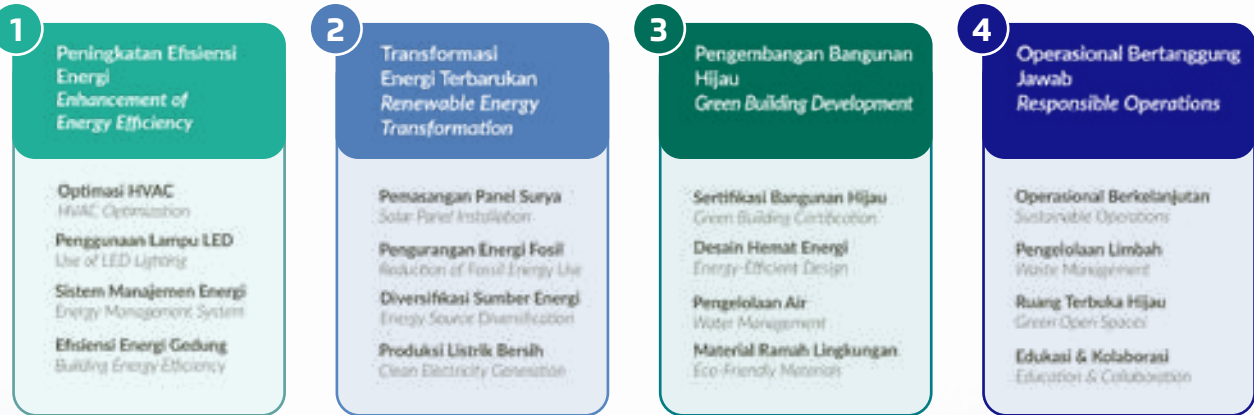 1
Peningkatan Efisiensi
Energi
Enhancement of
Energy Efficiency
Optimasi HVAC
HVAC Optimization
Penggunaan Lampu LED
Use of LED Lighting
Sistem Manajemen Energi
Energy Management System
Efisiensi Energi Gedung
Building Energy Efficiency
2
Transformasi
Energi Terbarukan
Renewable Energy
Transformation
Pemasangan Panel Surya
Solar Panel Installation
Pengurangan Energi Fosil
Reduction of Fossil Energy Use
Diversifikasi Sumber Energi
Energy Source Diversification
Produksi Listrik Bersih
Clean Electricity Generation
3
Pengembangan Bangunan
Hijau
Green Building Development
Sertifikasi Bangunan Hijau
Green Building Certification
Desain Hemat Energi
Energy-Efficient Design
Pengelolaan Air
Water Management
Material Ramah Lingkungan
Eco-Friendly Materials
4
Operasional Bertanggung
Jawab
Responsible Operations
Operasional Berkelanjutan
Sustainable Operations
Pengelolaan Limbah
Waste Management
Ruang Terbuka Hijau
Green Open Spaces
Edukasi & Kolaborasi
Education & Collaboration